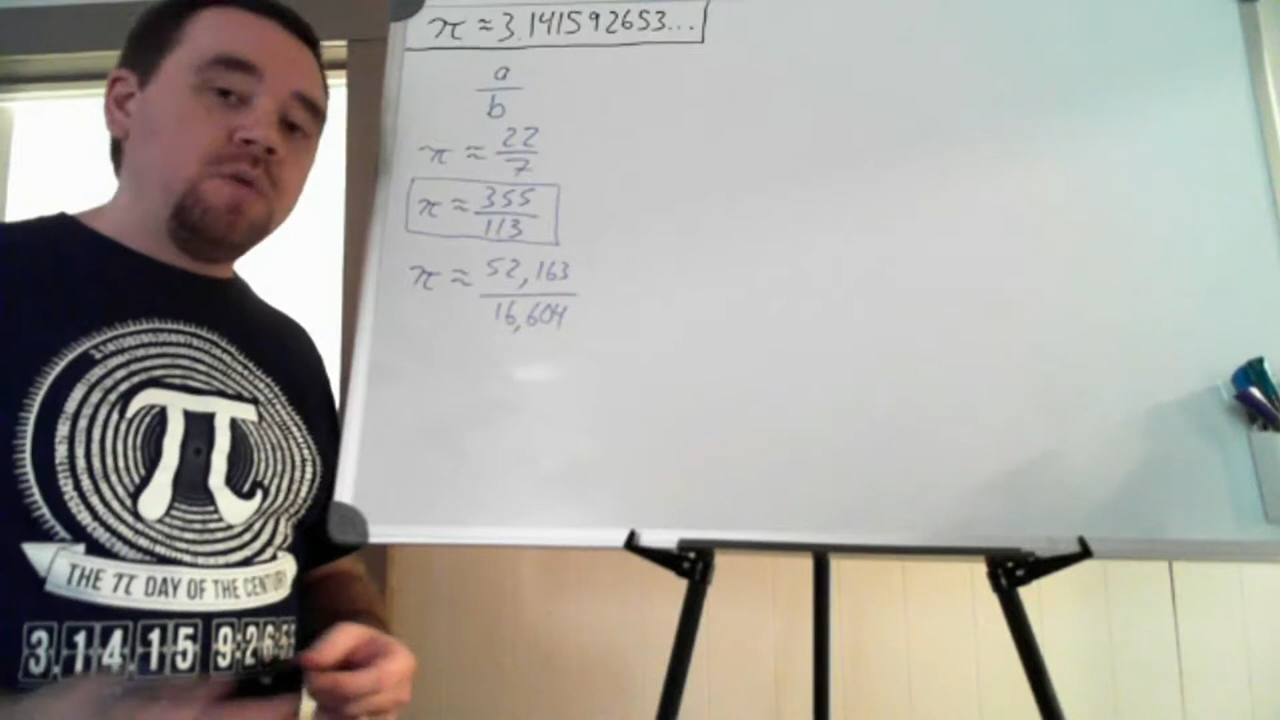 π ≈ 3.141592653...
a
b
π ≈ 22/7
π ≈ 355/113
π ≈ 52,163/16,604
π
THE π DAY OF THE CENTURY
3.14.15 9:26:53